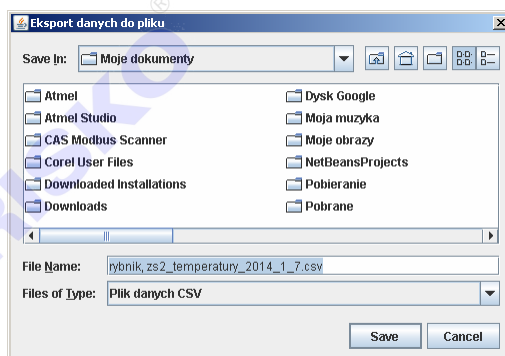 Eksport danych do pliku
Save In: Moje dokumenty
Atmel
Atmel Studio
CAS Modbus Scanner
Corel User Files
Downloaded Installations
Downloads
Dysk Google
Moja muzyka
Moje obrazy
NetBeansProjects
Pobieranie
Pobrane
File Name: rybnik, zs2_temperatury_2014_1_7.csv
Files of Type: Plik danych CSV
Save Cancel
RISKO
®